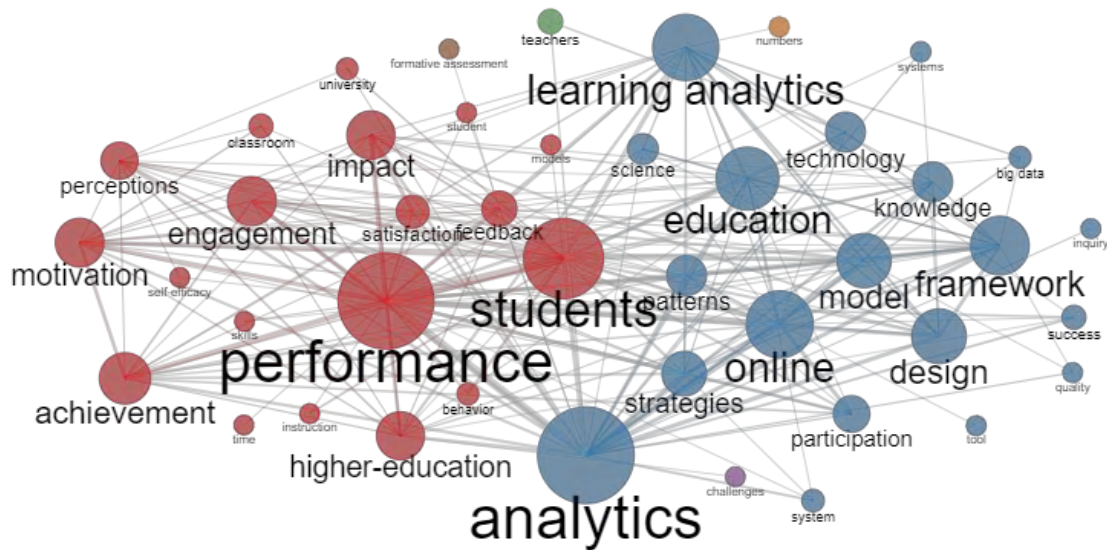 teachers
numbers
formative assessment
systems
university
learning analytics
student
classroom
impact
models
science
technology
big data
perceptions
education
knowledge
engagement
satisfaction
feedback
inquiry
motivation
self-efficacy
students
patterns
model
framework
skills
success
performance
online
design
quality
achievement
behavior
strategies
time
instruction
participation
tool
higher-education
challenges
analytics
system